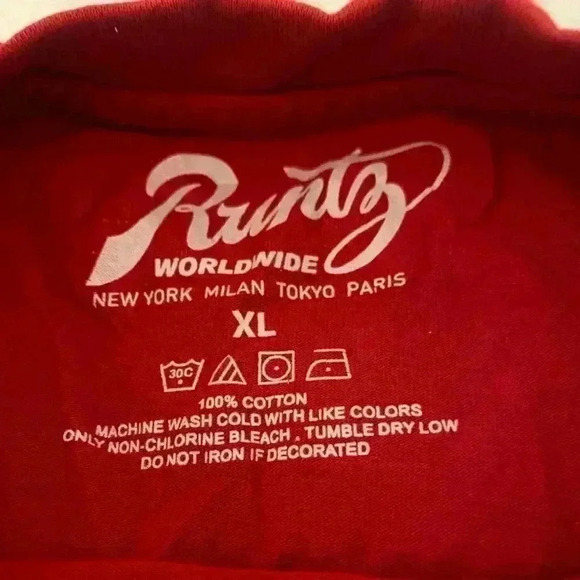 Runtz
WORLDWIDE
NEW YORK MILAN TOKYO PARIS
XL
30C
100% COTTON
MACHINE WASH COLD WITH LIKE COLORS
ONLY NON-CHLORINE BLEACH . TUMBLE DRY LOW
DO NOT IRON IF DECORATED